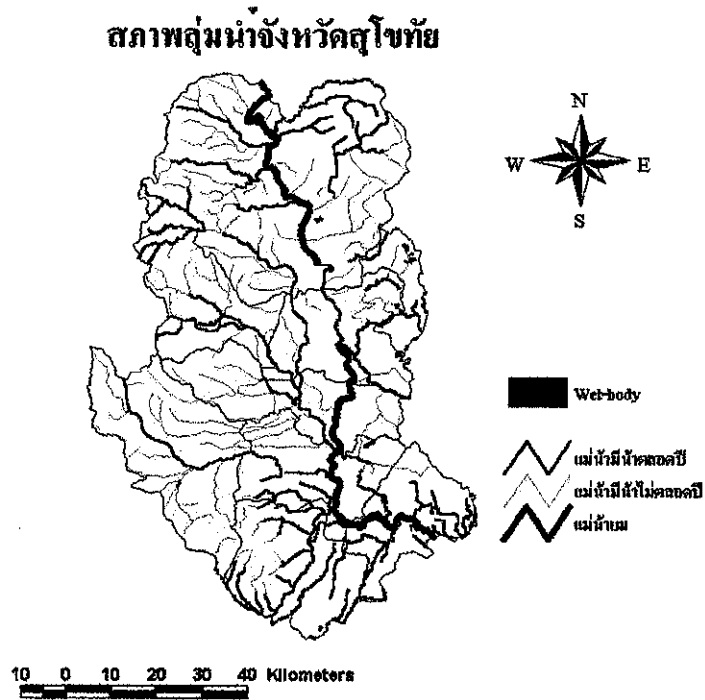 สภาพลุ่มน้ำจังหวัดสุโขทัย
N
W E
S
Wet-body
แม่น้ำมีน้ำตลอดปี
แม่น้ำมีน้ำไม่ตลอดปี
แม่น้ำยม
10 0 10 20 30 40 Kilometers